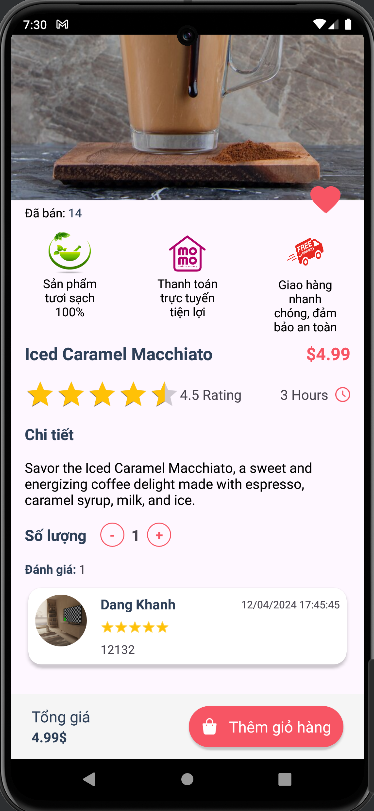 7:30
Đã bán: 14
Sản phẩm
tươi sạch
100%
mo
mo
Thanh toán
trực tuyến
tiện lợi
FREE
Giao hàng
nhanh
chóng, đảm
bảo an toàn
Iced Caramel Macchiato
$4.99
4.5 Rating
3 Hours
Chi tiết
Savor the Iced Caramel Macchiato, a sweet and
energizing coffee delight made with espresso,
caramel syrup, milk, and ice.
Số lượng
-
1
+
Đánh giá: 1
Dang Khanh
12/04/2024 17:45:45
12132
Tổng giá
4.99$
Thêm giỏ hàng